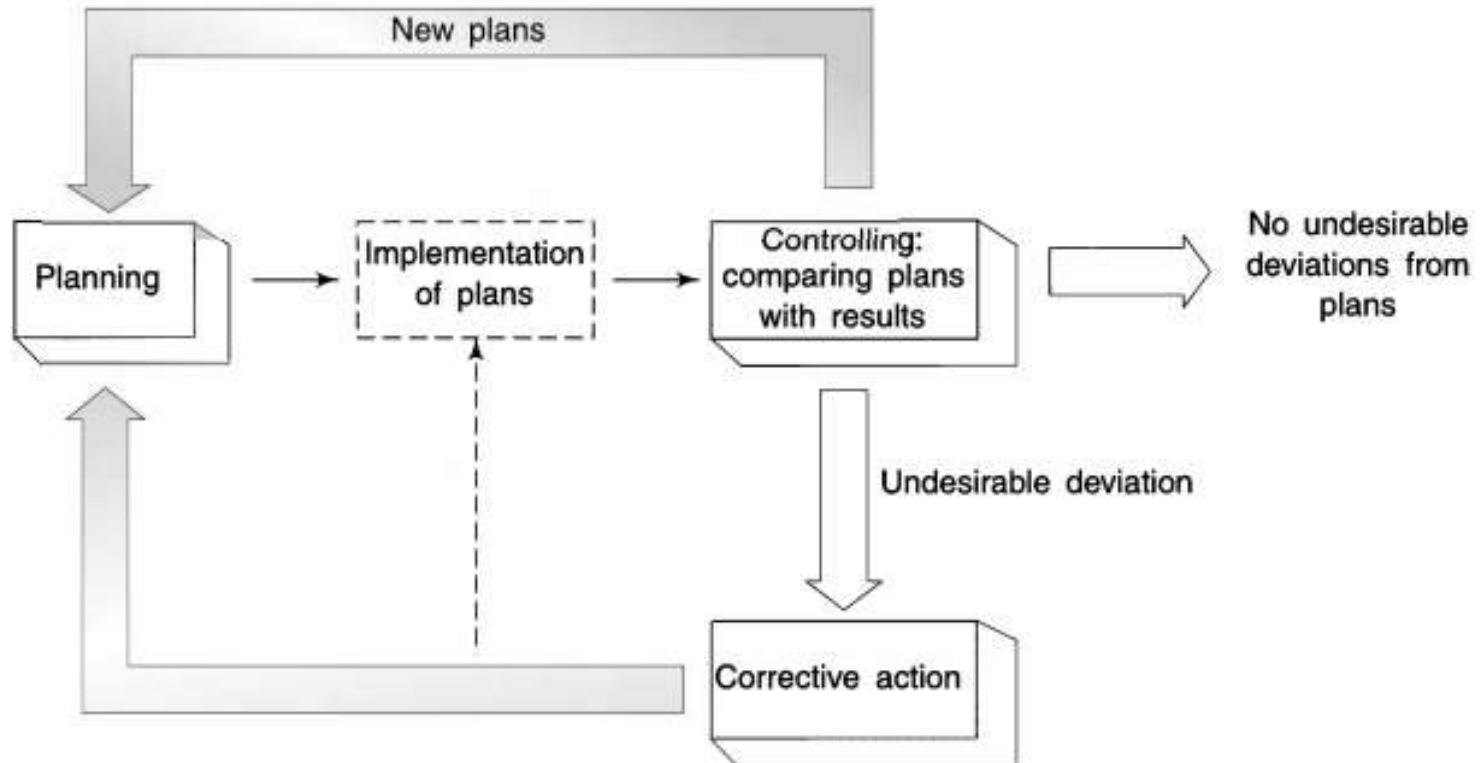 New plans
Planning
Implementation
of plans
Controlling:
comparing plans
with results
No undesirable
deviations from
plans
Undesirable deviation
Corrective action